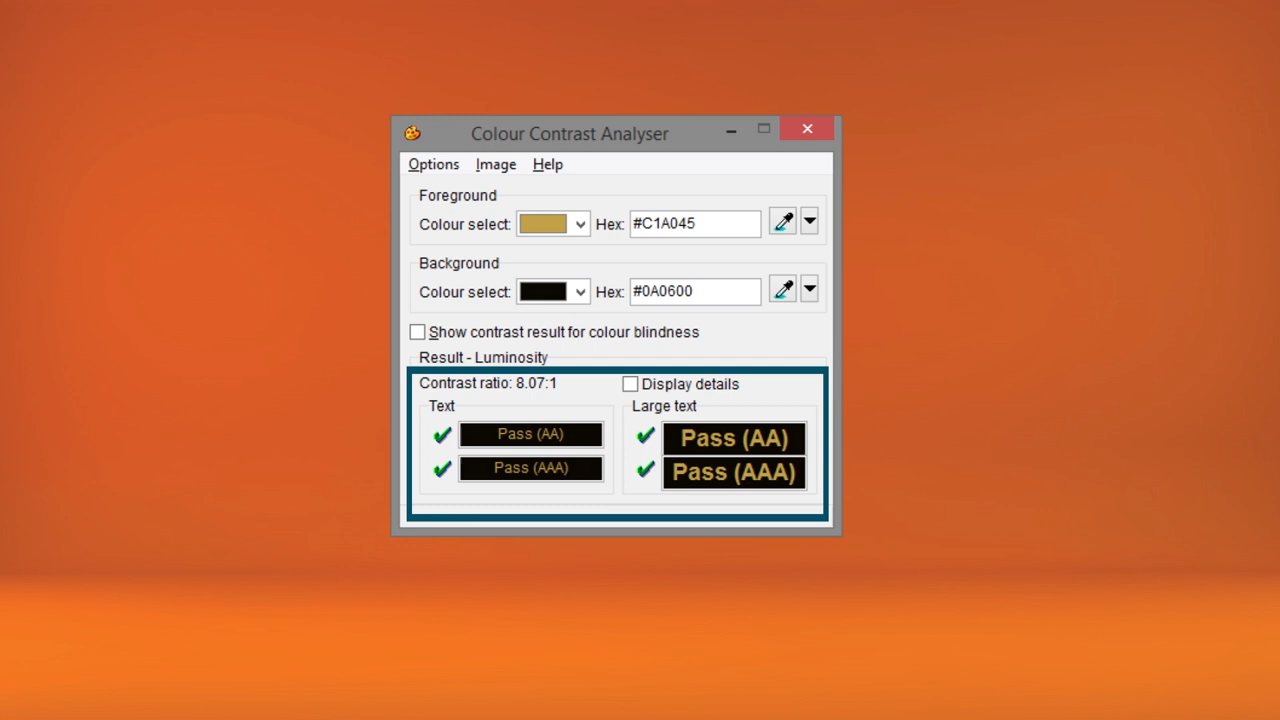 Colour Contrast Analyser
Options Image Help
Foreground
Colour select: Hex: #C1A045
Background
Colour select: Hex: #0A0600
Show contrast result for colour blindness
Result - Luminosity
Contrast ratio: 8.07:1 Display details
Text Large text
Pass (AA) Pass (AA)
Pass (AAA) Pass (AAA)